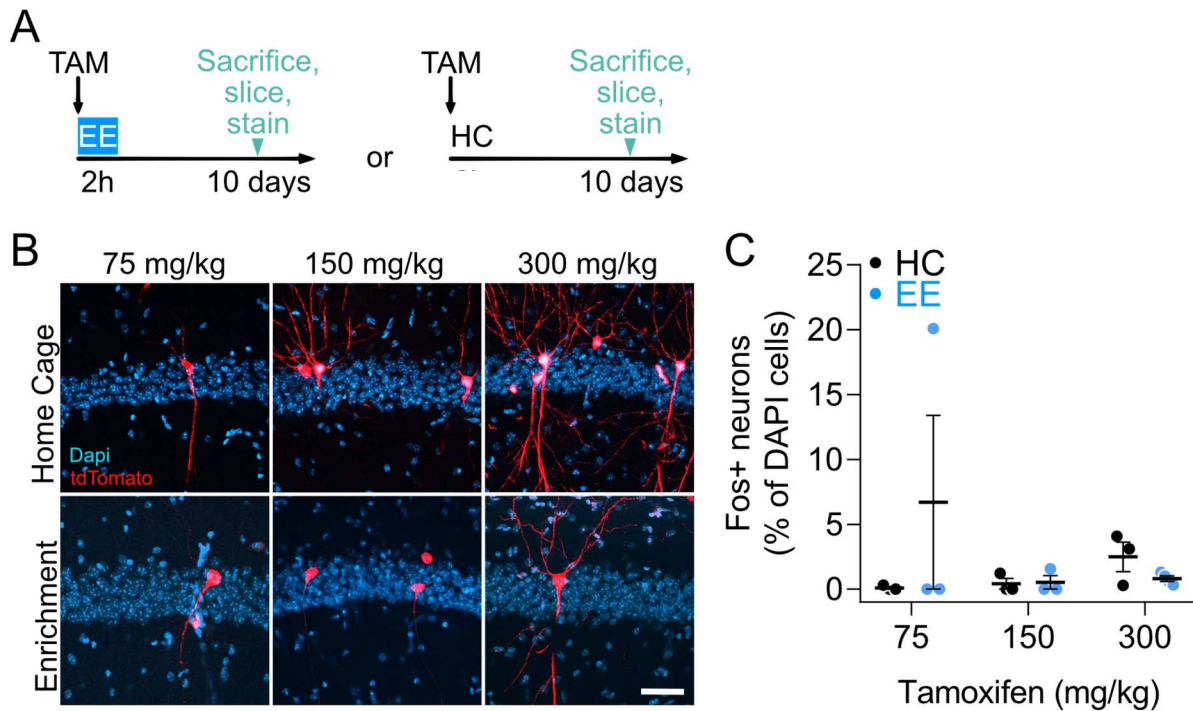 A
TAM
Sacrifice,
slice,
stain
EE
2h
10 days
or
TAM
Sacrifice,
slice,
stain
HC
10 days
B
75 mg/kg
150 mg/kg
300 mg/kg
Home Cage
Dapi
tdTomato
Enrichment
C
HC
EE
Fos+ neurons
(% of DAPI cells)
25
20
15
10
5
0
75
150
300
Tamoxifen (mg/kg)